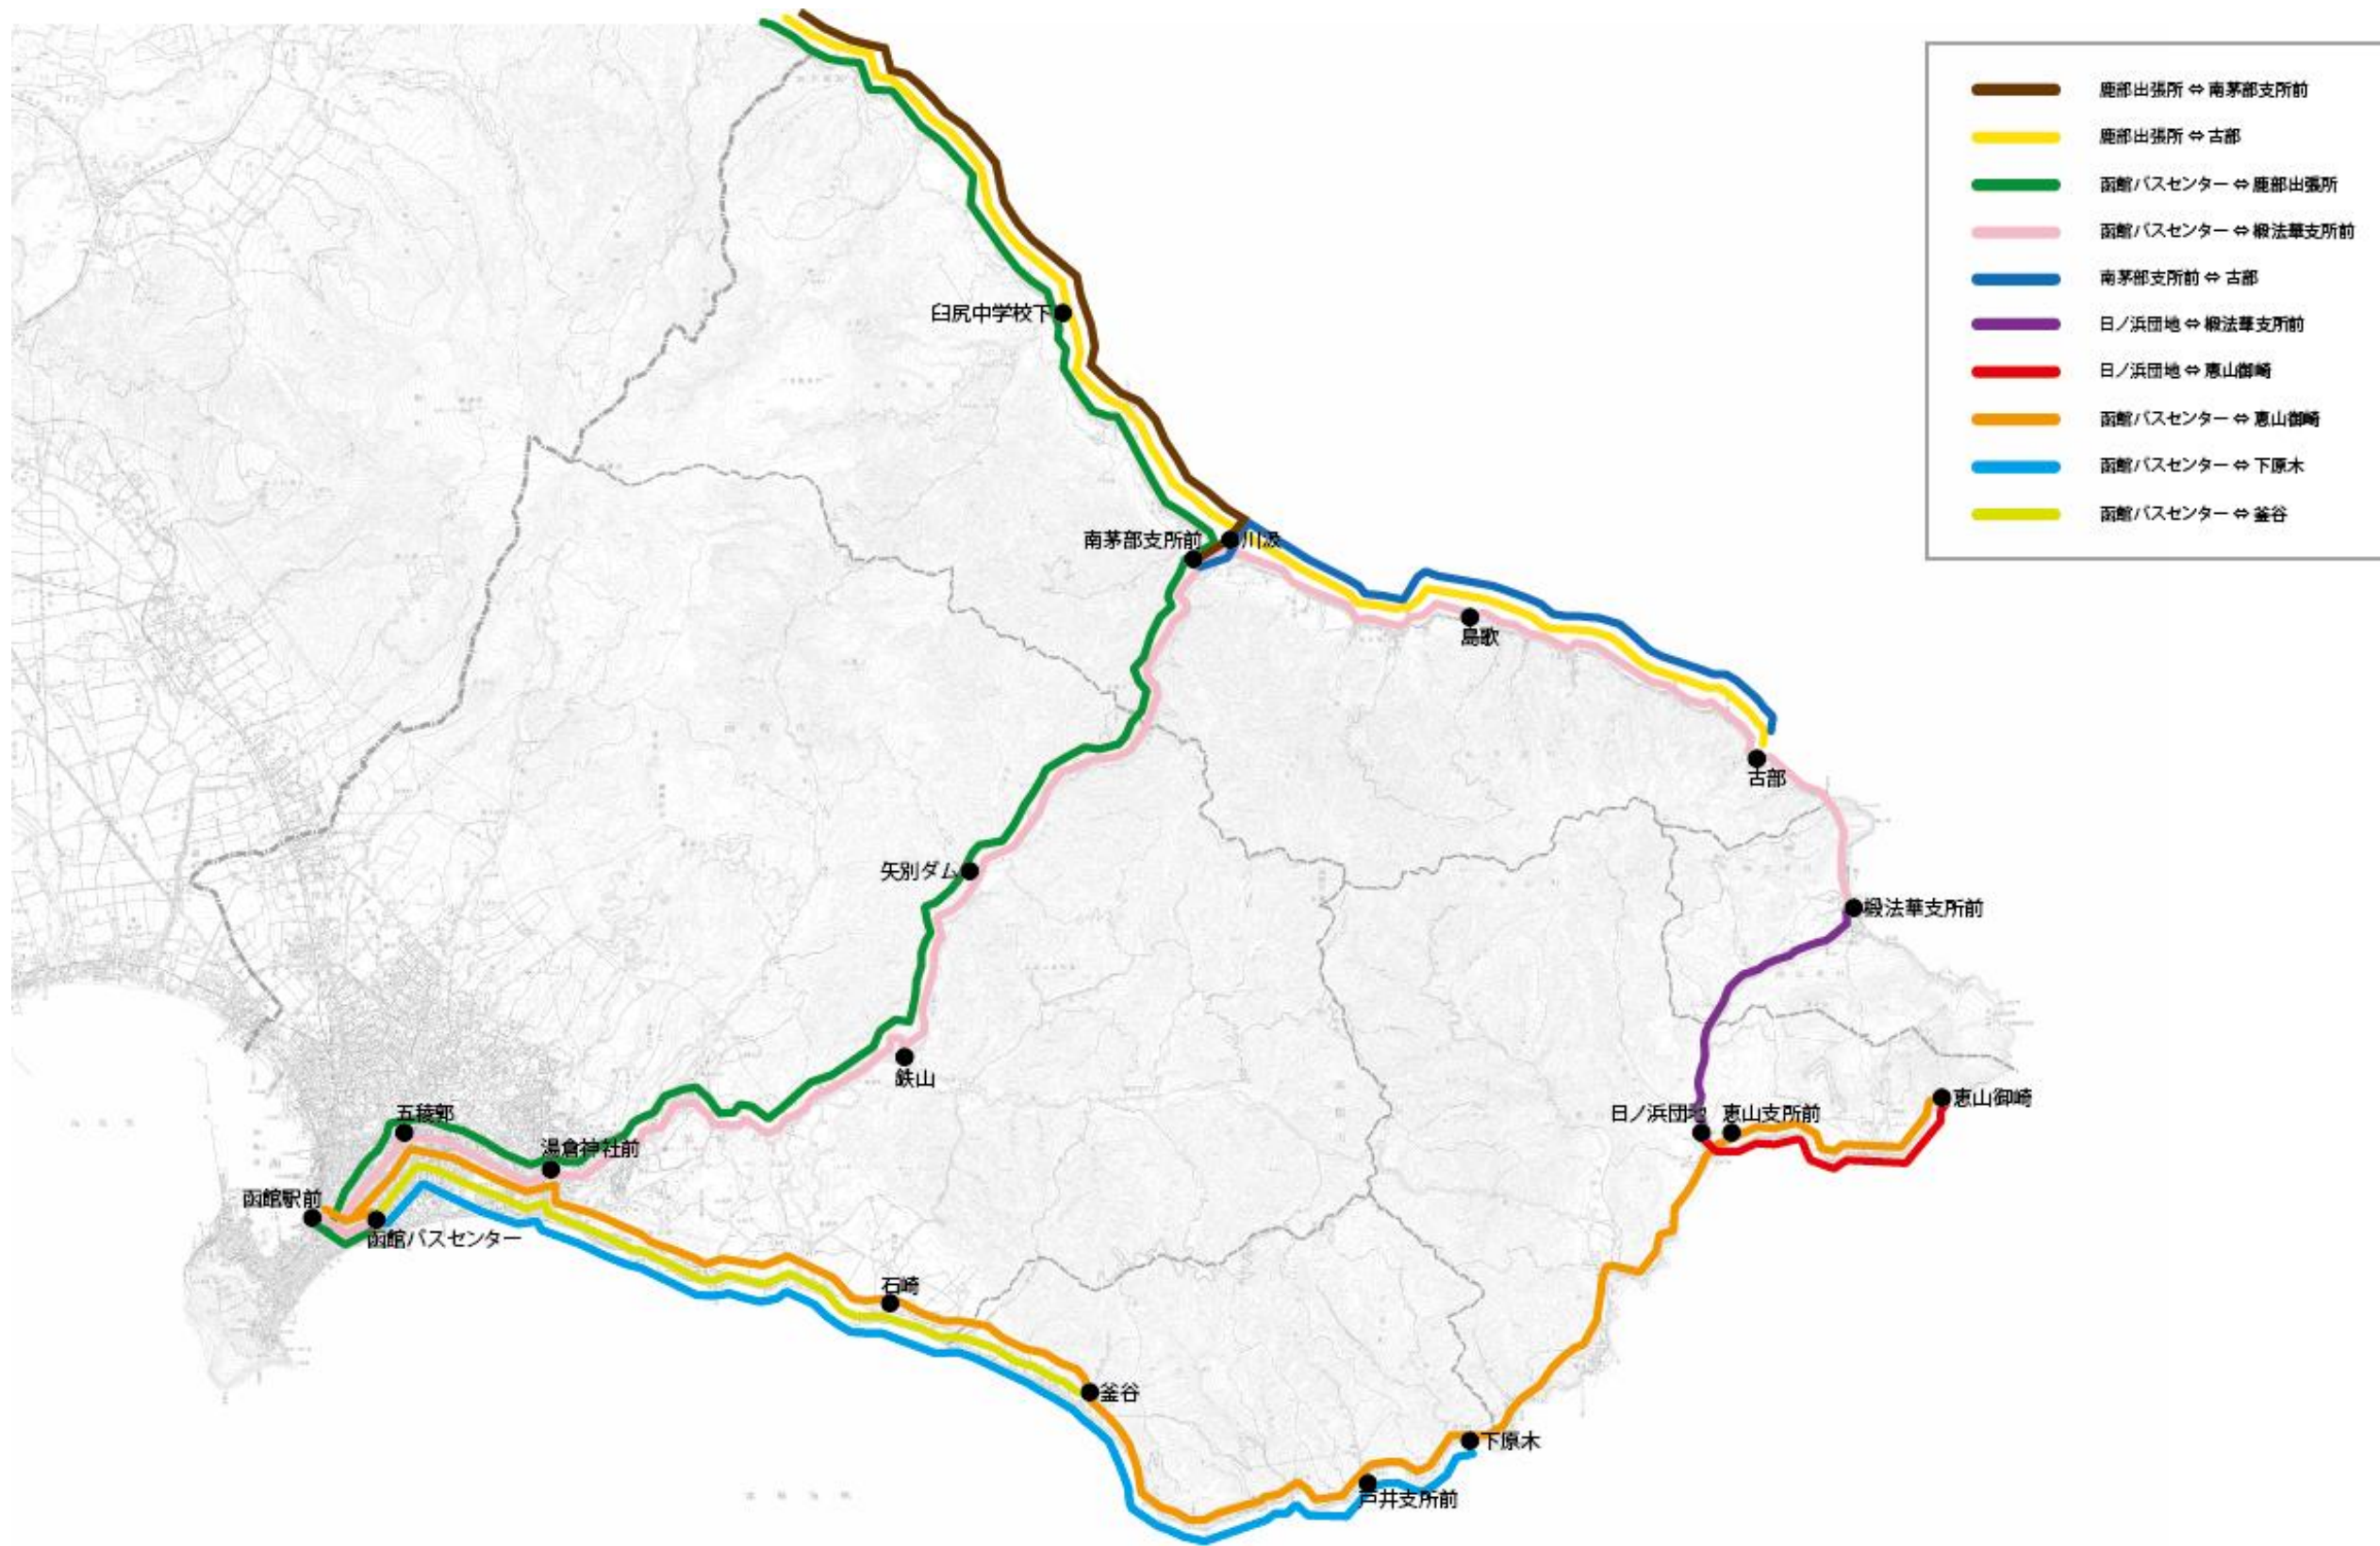 鹿部出張所 ⇔ 南茅部支所前
鹿部出張所 ⇔ 古部
函館バスセンター ⇔ 鹿部出張所
函館バスセンター ⇔ 椴法華支所前
南茅部支所前 ⇔ 古部
日ノ浜団地 ⇔ 椴法華支所前
日ノ浜団地 ⇔ 恵山御崎
函館バスセンター ⇔ 恵山御崎
函館バスセンター ⇔ 下原木
函館バスセンター ⇔ 釜谷
臼尻中学校下
南茅部支所前
川汲
島歌
古部
矢別ダム
椴法華支所前
鉄山
恵山御崎
日ノ浜団地
恵山支所前
五稜郭
湯倉神社前
函館駅前
函館バスセンター
石崎
釜谷
下原木
戸井支所前